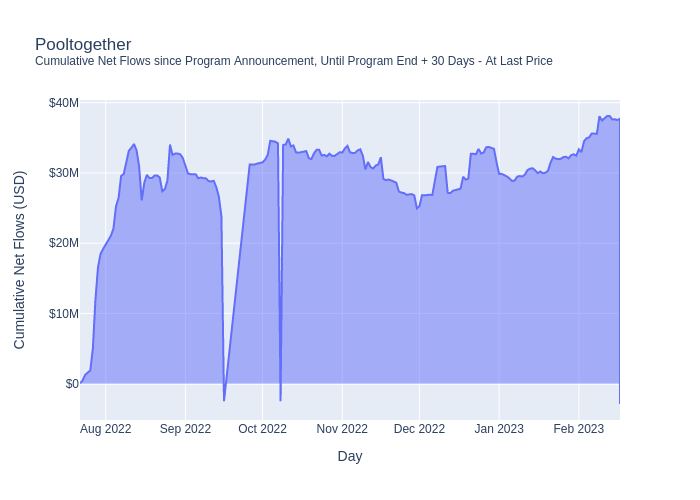 Pooltogether
Cumulative Net Flows since Program Announcement, Until Program End + 30 Days - At Last Price
$40M
$30M
$20M
$10M
$0
Cumulative Net Flows (USD)
Aug 2022
Sep 2022
Oct 2022
Nov 2022
Dec 2022
Jan 2023
Feb 2023
Day